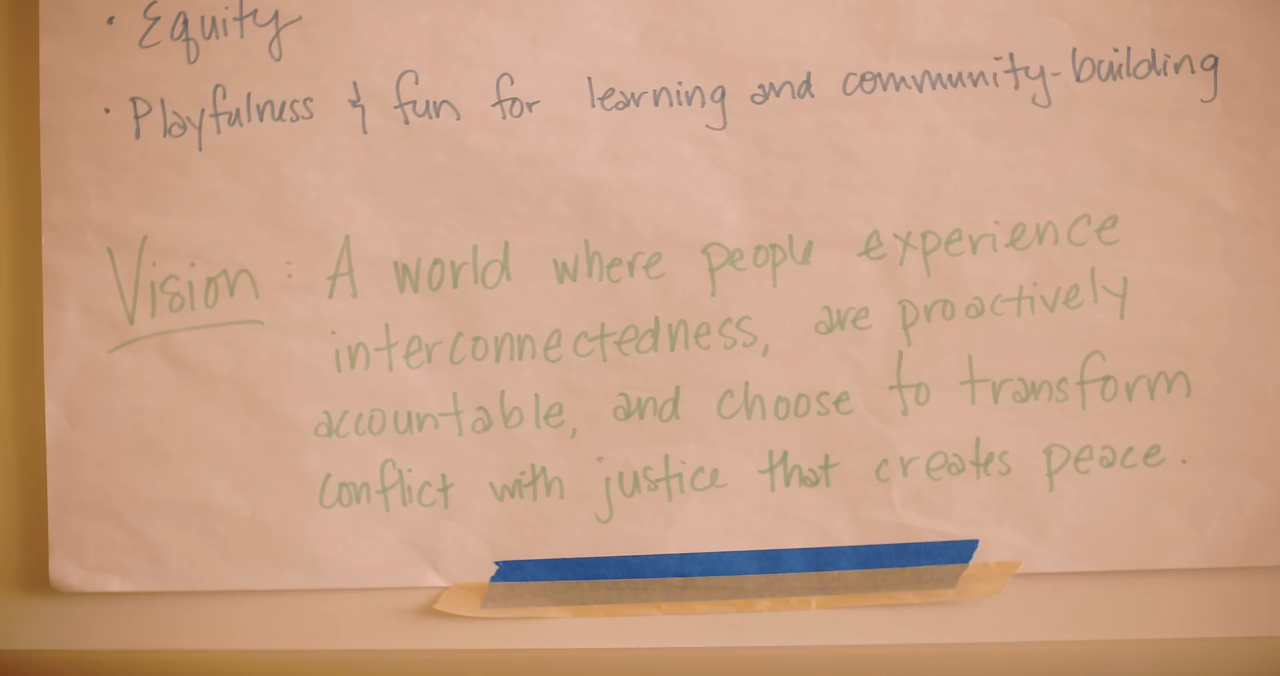 · Equity
· Playfulness & fun for learning and community-building
Vision: A world where people experience
interconnectedness, are proactively
accountable, and choose to transform
conflict with justice that creates peace.